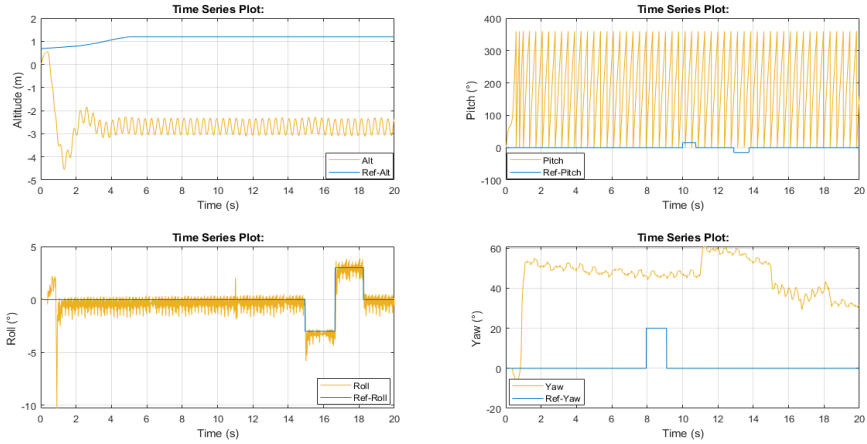 Time Series Plot:
2
1
0
-1
-2
-3
-4
-5
Altitude (m)
Alt
Ref-Alt
0 2 4 6 8 10 12 14 16 18 20
Time (s)
Time Series Plot:
400
300
200
100
0
-100
Pitch (°)
Pitch
Ref-Pitch
0 2 4 6 8 10 12 14 16 18 20
Time (s)
Time Series Plot:
5
0
-5
-10
Roll (°)
Roll
Ref-Roll
0 2 4 6 8 10 12 14 16 18 20
Time (s)
Time Series Plot:
60
40
20
0
-20
Yaw (°)
Yaw
Ref-Yaw
0 2 4 6 8 10 12 14 16 18 20
Time (s)